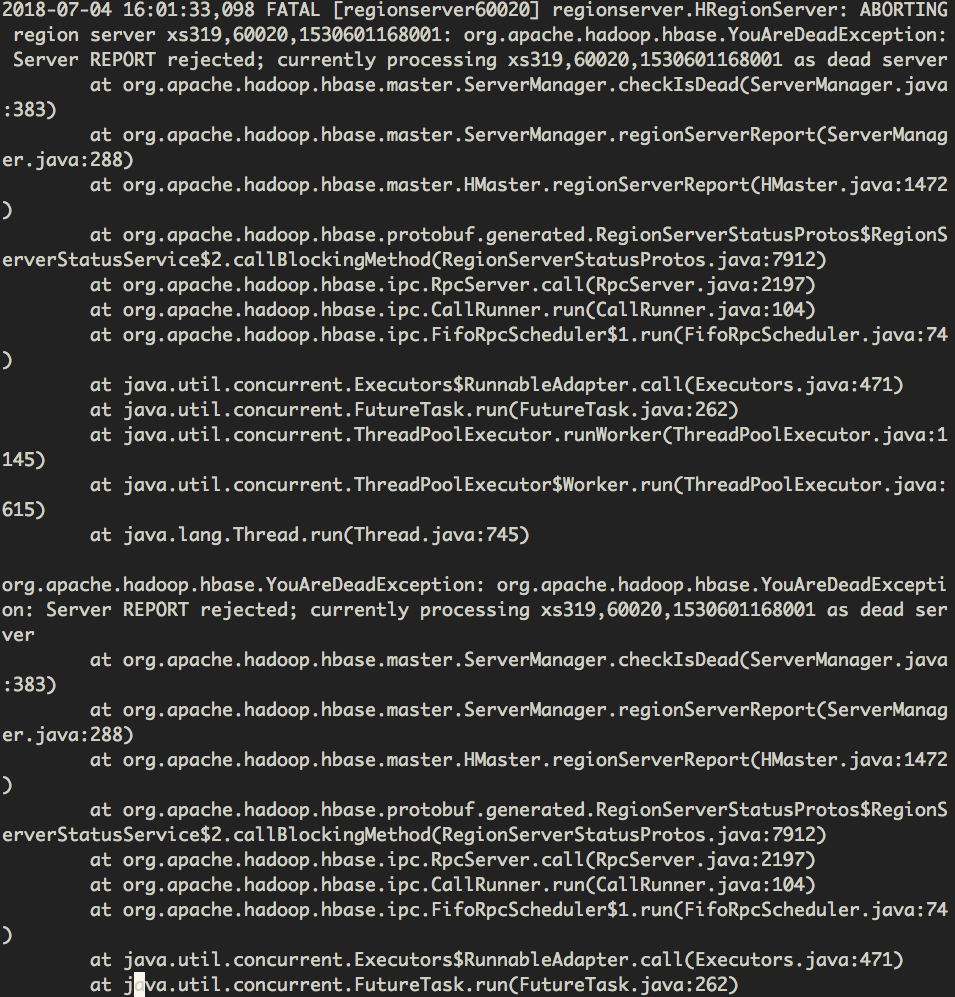 2018-07-04 16:01:33,098 FATAL [regionserver60020] regionserver.HRegionServer: ABORTING
 region server xs319,60020,1530601168001: org.apache.hadoop.hbase.YouAreDeadException:
 Server REPORT rejected; currently processing xs319,60020,1530601168001 as dead server
        at org.apache.hadoop.hbase.master.ServerManager.checkIsDead(ServerManager.java
:383)
        at org.apache.hadoop.hbase.master.ServerManager.regionServerReport(ServerManag
er.java:288)
        at org.apache.hadoop.hbase.master.HMaster.regionServerReport(HMaster.java:1472
)
        at org.apache.hadoop.hbase.protobuf.generated.RegionServerStatusProtos$RegionS
erverStatusService$2.callBlockingMethod(RegionServerStatusProtos.java:7912)
        at org.apache.hadoop.hbase.ipc.RpcServer.call(RpcServer.java:2197)
        at org.apache.hadoop.hbase.ipc.CallRunner.run(CallRunner.java:104)
        at org.apache.hadoop.hbase.ipc.FifoRpcScheduler$1.run(FifoRpcScheduler.java:74
)
        at java.util.concurrent.Executors$RunnableAdapter.call(Executors.java:471)
        at java.util.concurrent.FutureTask.run(FutureTask.java:262)
        at java.util.concurrent.ThreadPoolExecutor.runWorker(ThreadPoolExecutor.java:1
145)
        at java.util.concurrent.ThreadPoolExecutor$Worker.run(ThreadPoolExecutor.java:
615)
        at java.lang.Thread.run(Thread.java:745)

org.apache.hadoop.hbase.YouAreDeadException: org.apache.hadoop.hbase.YouAreDeadExcepti
on: Server REPORT rejected; currently processing xs319,60020,1530601168001 as dead ser
ver
        at org.apache.hadoop.hbase.master.ServerManager.checkIsDead(ServerManager.java
:383)
        at org.apache.hadoop.hbase.master.ServerManager.regionServerReport(ServerManag
er.java:288)
        at org.apache.hadoop.hbase.master.HMaster.regionServerReport(HMaster.java:1472
)
        at org.apache.hadoop.hbase.protobuf.generated.RegionServerStatusProtos$RegionS
erverStatusService$2.callBlockingMethod(RegionServerStatusProtos.java:7912)
        at org.apache.hadoop.hbase.ipc.RpcServer.call(RpcServer.java:2197)
        at org.apache.hadoop.hbase.ipc.CallRunner.run(CallRunner.java:104)
        at org.apache.hadoop.hbase.ipc.FifoRpcScheduler$1.run(FifoRpcScheduler.java:74
)
        at java.util.concurrent.Executors$RunnableAdapter.call(Executors.java:471)
        at java.util.concurrent.FutureTask.run(FutureTask.java:262)